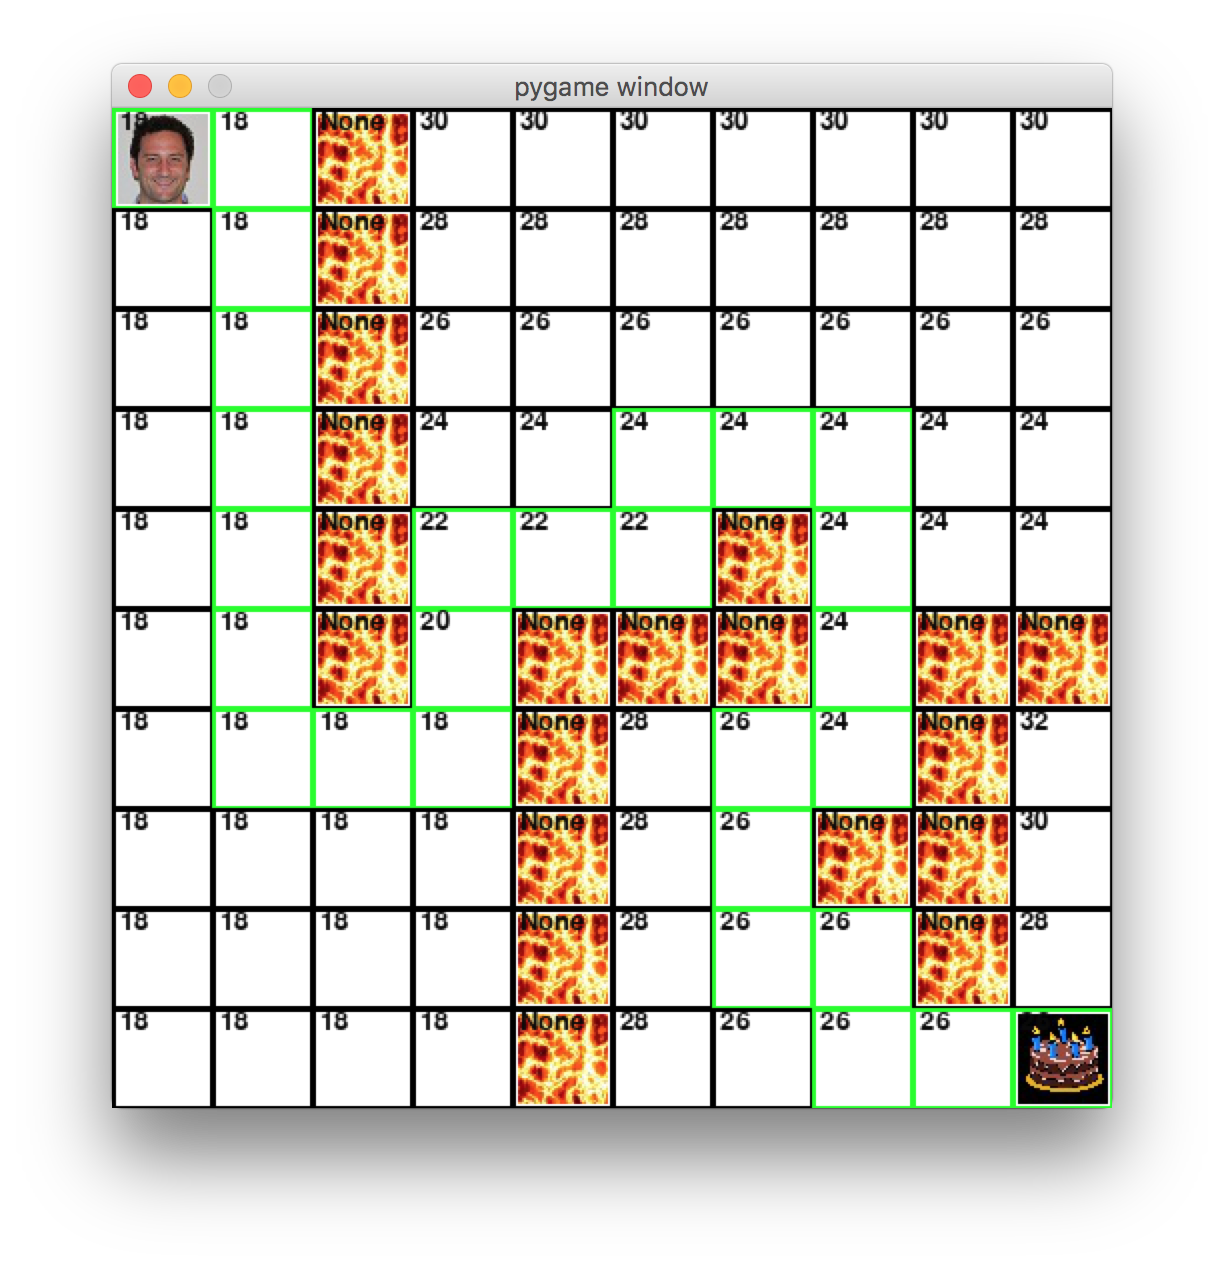 pygame window
18 18 None 30 30 30 30 30 30 30
18 18 None 28 28 28 28 28 28 28
18 18 None 26 26 26 26 26 26 26
18 18 None 24 24 24 24 24 24 24
18 18 None 22 22 22 None 24 24 24
18 18 None 20 None None None 24 None None
18 18 18 18 None 28 26 24 None 32
18 18 18 18 None 28 26 None None 30
18 18 18 18 None 28 26 26 None 28
18 18 18 18 None 28 26 26 26